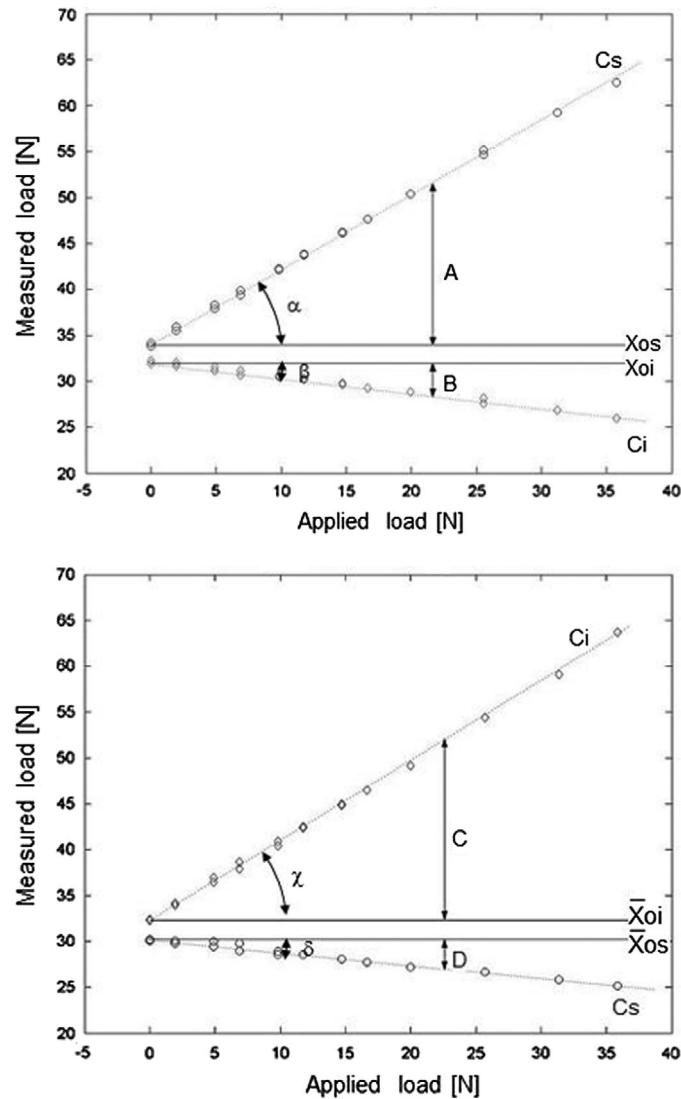 70
65
60
55
50
45
40
35
30
25
20
Measured load [N]
Cs
A
α
Xos
Xoi
β
B
Ci
-5 0 5 10 15 20 25 30 35 40
Applied load [N]
70
65
60
55
50
45
40
35
30
25
20
Measured load [N]
Ci
C
χ
X̄oi
X̄os
δ
D
Cs
-5 0 5 10 15 20 25 30 35 40
Applied load [N]